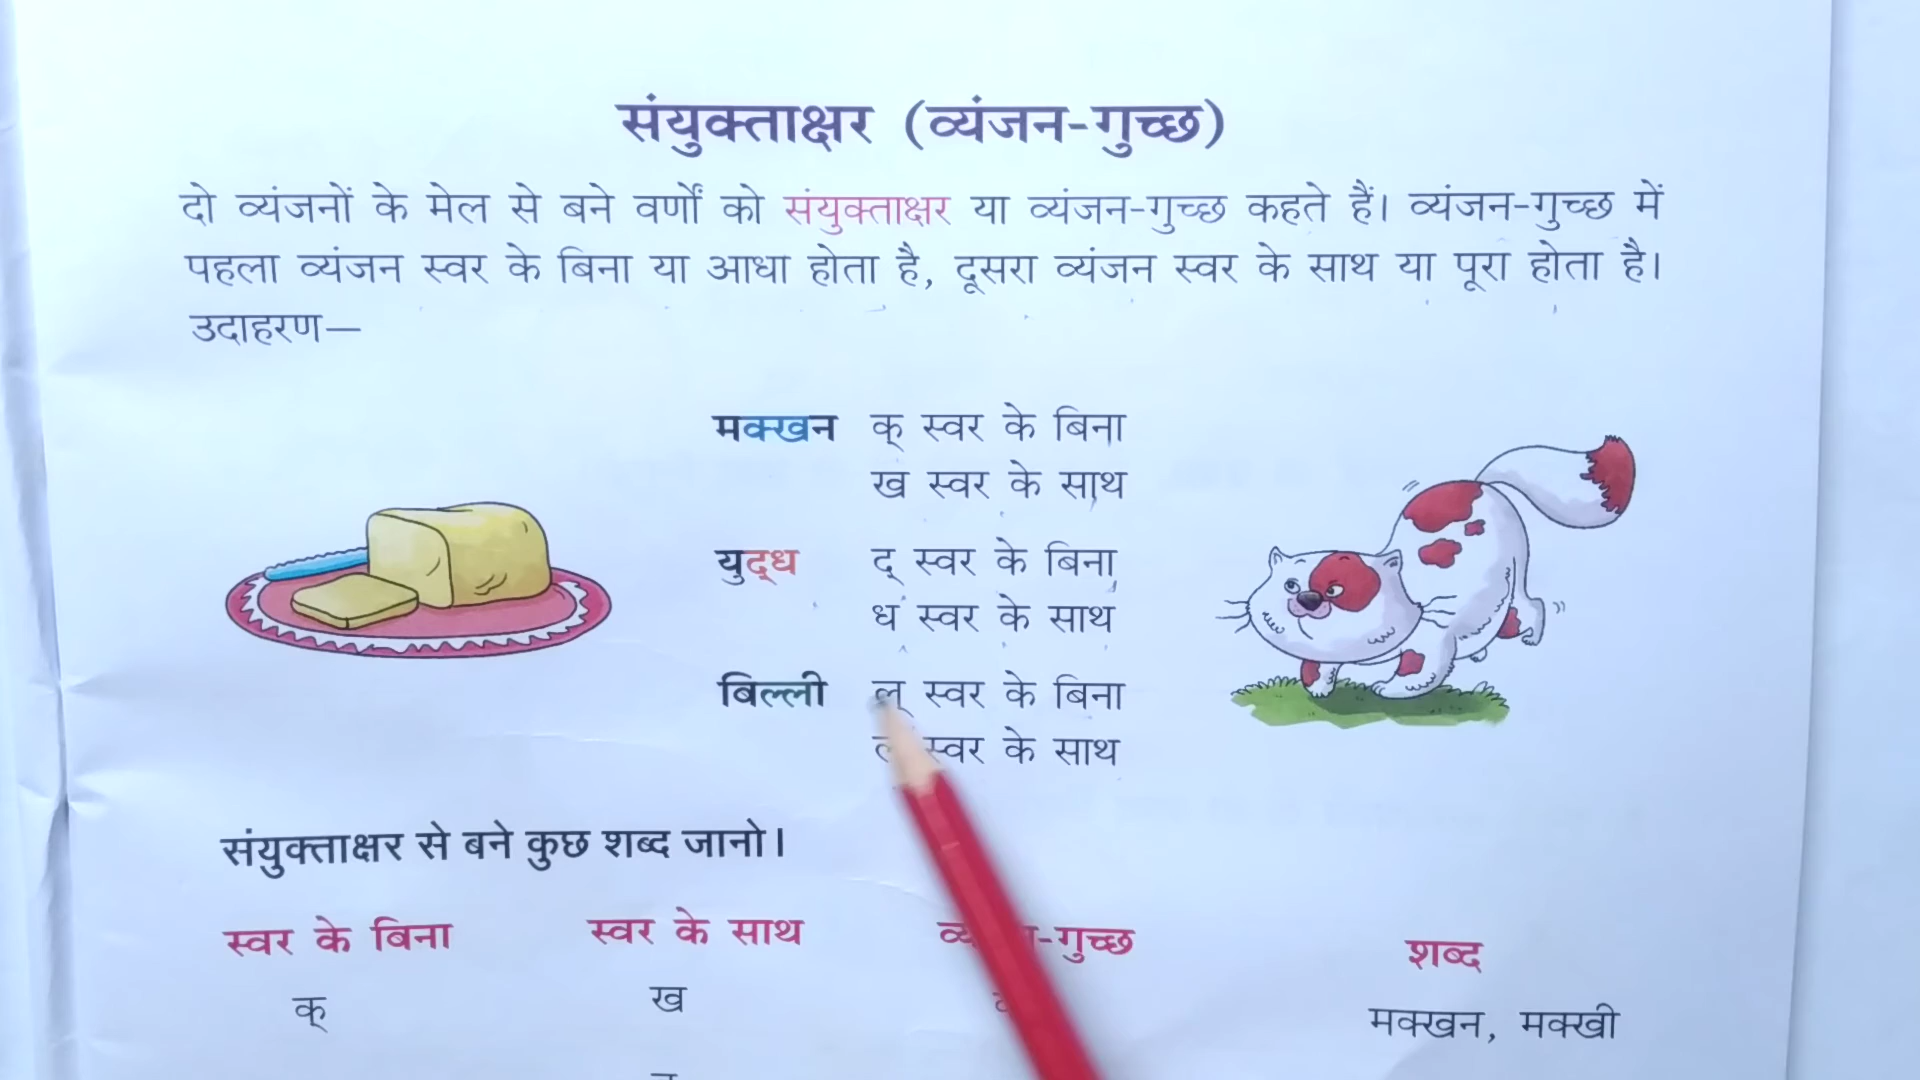 संयुक्ताक्षर (व्यंजन-गुच्छ)
दो व्यंजनों के मेल से बने वर्णों को संयुक्ताक्षर या व्यंजन-गुच्छ कहते हैं। व्यंजन-गुच्छ में
पहला व्यंजन स्वर के बिना या आधा होता है, दूसरा व्यंजन स्वर के साथ या पूरा होता है।
उदाहरण—
मक्खन क् स्वर के बिना
ख स्वर के साथ
युद्ध द् स्वर के बिना
ध स्वर के साथ
बिल्ली ल् स्वर के बिना
स्वर के साथ
संयुक्ताक्षर से बने कुछ शब्द जानो।
स्वर के बिना स्वर के साथ शब्द
क् ख मक्खन, मक्खी